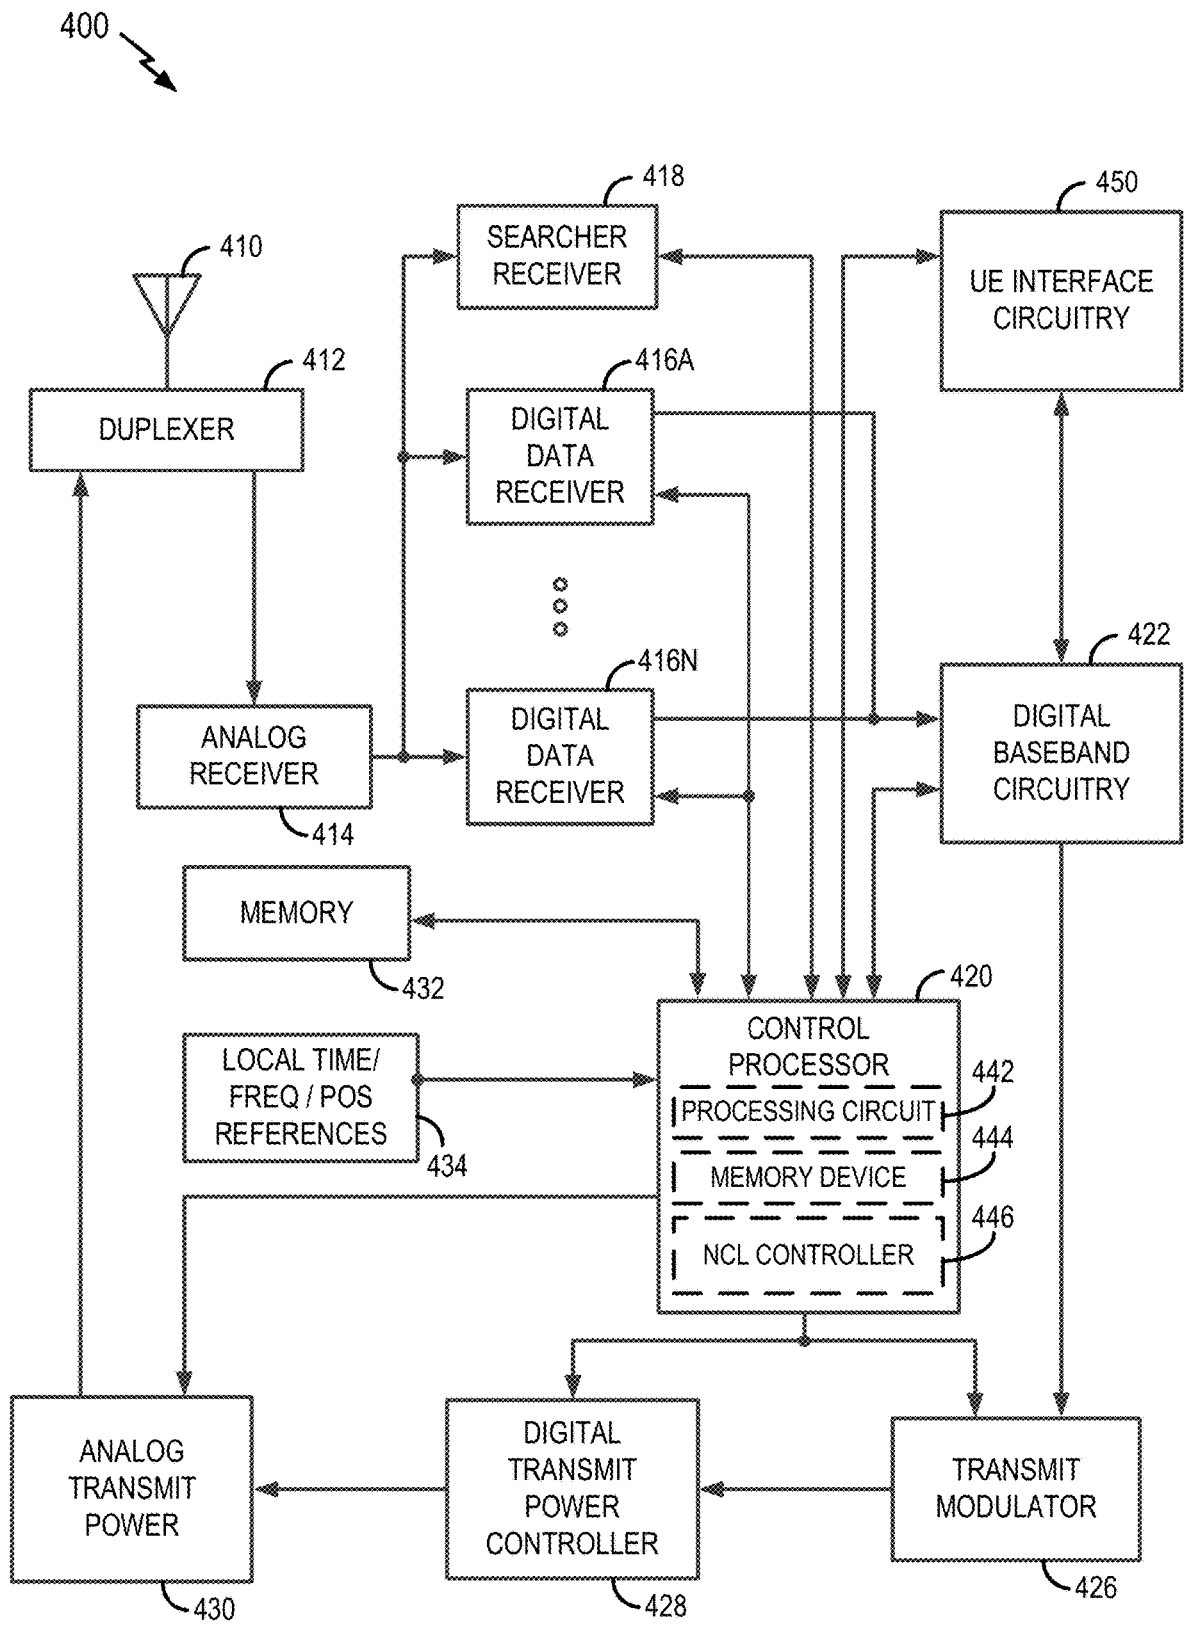 400
418
SEARCHER
RECEIVER
450
UE INTERFACE
CIRCUITRY
410
412
DUPLEXER
416A
DIGITAL
DATA
RECEIVER
416N
DIGITAL
DATA
RECEIVER
422
DIGITAL
BASEBAND
CIRCUITRY
ANALOG
RECEIVER
414
MEMORY
432
420
CONTROL
PROCESSOR
442
PROCESSING CIRCUIT
444
MEMORY DEVICE
446
NCL CONTROLLER
LOCAL TIME/
FREQ / POS
REFERENCES
434
ANALOG
TRANSMIT
POWER
430
DIGITAL
TRANSMIT
POWER
CONTROLLER
428
TRANSMIT
MODULATOR
426